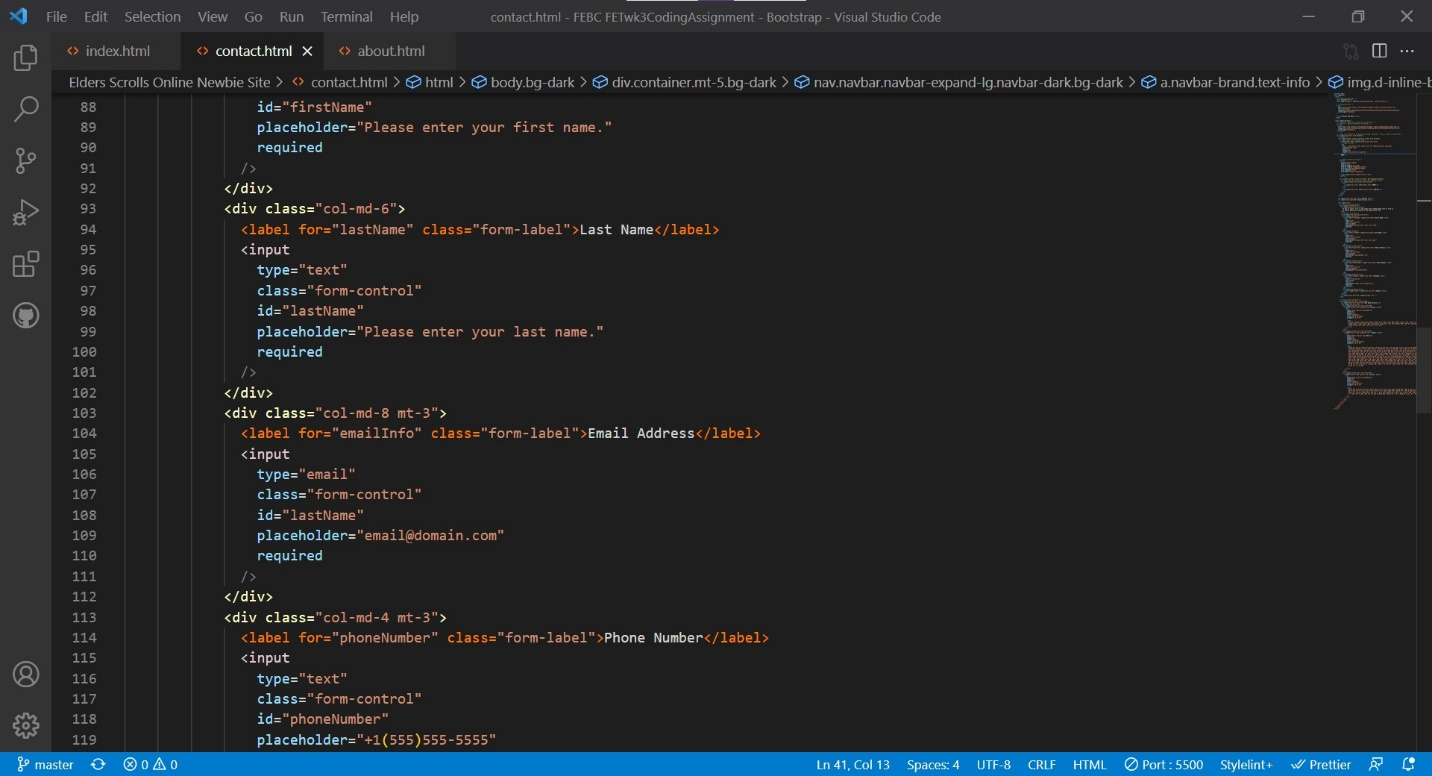 File Edit Selection View Go Run Terminal Help contact.html - FEBC FETwk3CodingAssignment - Bootstrap - Visual Studio Code
index.html contact.html about.html
Elders Scrolls Online Newbie Site > contact.html > html > body.bg-dark > div.container.mt-5.bg-dark > nav.navbar.navbar-expand-lg.navbar-dark.bg-dark > a.navbar-brand.text-info > img.d-inline-b
88 id="firstName"
89 placeholder="Please enter your first name."
90 required
91 />
92 </div>
93 <div class="col-md-6">
94 <label for="lastName" class="form-label">Last Name</label>
95 <input
96 type="text"
97 class="form-control"
98 id="lastName"
99 placeholder="Please enter your last name."
100 required
101 />
102 </div>
103 <div class="col-md-8 mt-3">
104 <label for="emailInfo" class="form-label">Email Address</label>
105 <input
106 type="email"
107 class="form-control"
108 id="lastName"
109 placeholder="email@domain.com"
110 required
111 />
112 </div>
113 <div class="col-md-4 mt-3">
114 <label for="phoneNumber" class="form-label">Phone Number</label>
115 <input
116 type="text"
117 class="form-control"
118 id="phoneNumber"
119 placeholder="+1(555)555-5555"
master 0 0 Ln 41, Col 13 Spaces: 4 UTF-8 CRLF HTML Port : 5500 Stylelint+ Prettier